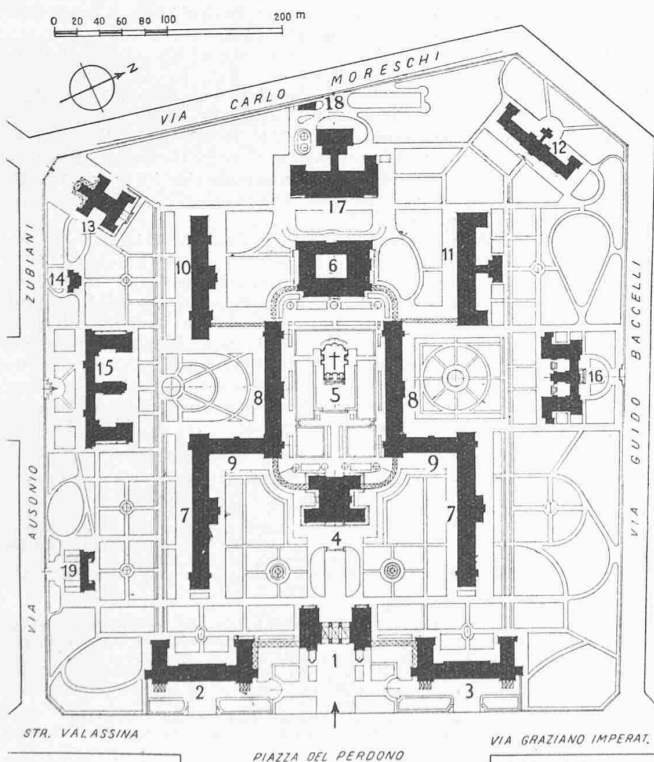 0 20 40 60 80 100 200 m
N
VIA CARLO MORESCHI
18
12
17
13
10
6
11
14
ZUBIANI
15
8
5
8
16
VIA GUIDO BACCELLI
9
9
7
7
4
VIA AUSONIO
19
1
2
3
STR. VALASSINA
VIA GRAZIANO IMPERAT.
PIAZZA DEL PERDONO